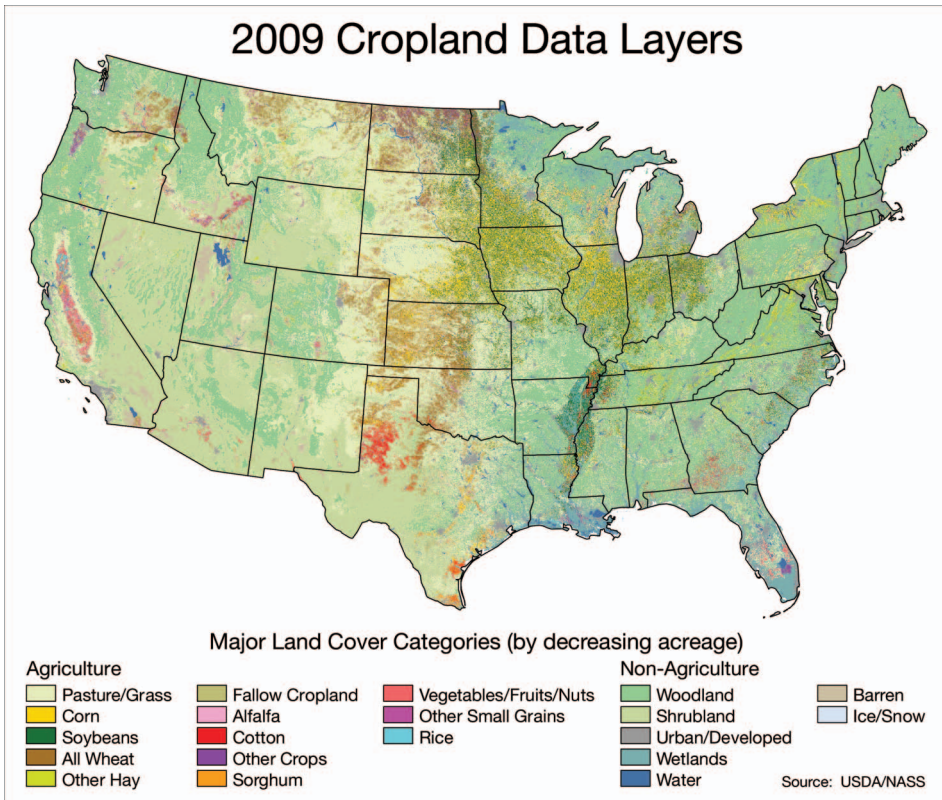 2009 Cropland Data Layers
Major Land Cover Categories (by decreasing acreage)
Agriculture
Pasture/Grass
Corn
Soybeans
All Wheat
Other Hay
Fallow Cropland
Alfalfa
Cotton
Other Crops
Sorghum
Vegetables/Fruits/Nuts
Other Small Grains
Rice
Non-Agriculture
Woodland
Shrubland
Urban/Developed
Wetlands
Water
Barren
Ice/Snow
Source: USDA/NASS